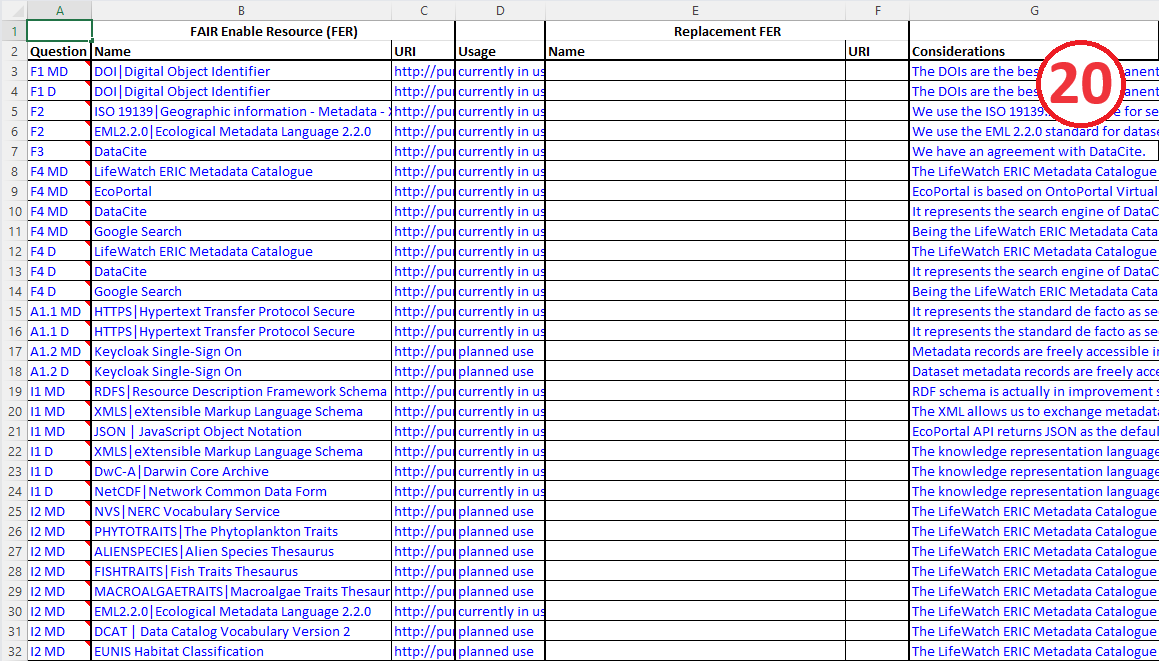 A B C D E F G
1 FAIR Enable Resource (FER) Replacement FER
2 Question Name URI Usage Name URI Considerations
3 F1 MD DOI|Digital Object Identifier http://pu currently in us The DOIs are the bes anent
4 F1 D DOI|Digital Object Identifier http://pu currently in us The DOIs are the bes anent
5 F2 ISO 19139|Geographic information - Metadata - http://pu currently in us We use the ISO 19139 for se
6 F2 EML2.2.0|Ecological Metadata Language 2.2.0 http://pu currently in us We use the EML 2.2.0 standard for datase
7 F3 DataCite http://pu currently in us We have an agreement with DataCite.
8 F4 MD LifeWatch ERIC Metadata Catalogue http://pu currently in us The LifeWatch ERIC Metadata Catalogue
9 F4 MD EcoPortal http://pu currently in us EcoPortal is based on OntoPortal Virtual
10 F4 MD DataCite http://pu currently in us It represents the search engine of DataC
11 F4 MD Google Search http://pu currently in us Being the LifeWatch ERIC Metadata Cata
12 F4 D LifeWatch ERIC Metadata Catalogue http://pu currently in us The LifeWatch ERIC Metadata Catalogue
13 F4 D DataCite http://pu currently in us It represents the search engine of DataC
14 F4 D Google Search http://pu currently in us Being the LifeWatch ERIC Metadata Cata
15 A1.1 MD HTTPS|Hypertext Transfer Protocol Secure http://pu currently in us It represents the standard de facto as se
16 A1.1 D HTTPS|Hypertext Transfer Protocol Secure http://pu currently in us It represents the standard de facto as se
17 A1.2 MD Keycloak Single-Sign On http://pu planned use Metadata records are freely accessible i
18 A1.2 D Keycloak Single-Sign On http://pu planned use Dataset metadata records are freely acce
19 I1 MD RDFS|Resource Description Framework Schema http://pu currently in us RDF schema is actually in improvement s
20 I1 MD XMLS|eXtensible Markup Language Schema http://pu currently in us The XML allows us to exchange metadata
21 I1 MD JSON | JavaScript Object Notation http://pu currently in us EcoPortal API returns JSON as the defaul
22 I1 D XMLS|eXtensible Markup Language Schema http://pu currently in us The knowledge representation language
23 I1 D DwC-A|Darwin Core Archive http://pu currently in us The knowledge representation language
24 I1 D NetCDF|Network Common Data Form http://pu currently in us The knowledge representation language
25 I2 MD NVS|NERC Vocabulary Service http://pu planned use The LifeWatch ERIC Metadata Catalogue
26 I2 MD PHYTOTRAITS|The Phytoplankton Traits http://pu planned use The LifeWatch ERIC Metadata Catalogue
27 I2 MD ALIENSPECIES|Alien Species Thesaurus http://pu planned use The LifeWatch ERIC Metadata Catalogue
28 I2 MD FISHTRAITS|Fish Traits Thesaurus http://pu planned use The LifeWatch ERIC Metadata Catalogue
29 I2 MD MACROALGAETRAITS|Macroalgae Traits Thesaur http://pu planned use The LifeWatch ERIC Metadata Catalogue
30 I2 MD EML2.2.0|Ecological Metadata Language 2.2.0 http://pu currently in us The LifeWatch ERIC Metadata Catalogue
31 I2 MD DCAT | Data Catalog Vocabulary Version 2 http://pu planned use The LifeWatch ERIC Metadata Catalogue
32 I2 MD EUNIS Habitat Classification http://pu planned use The LifeWatch ERIC Metadata Catalogue
20